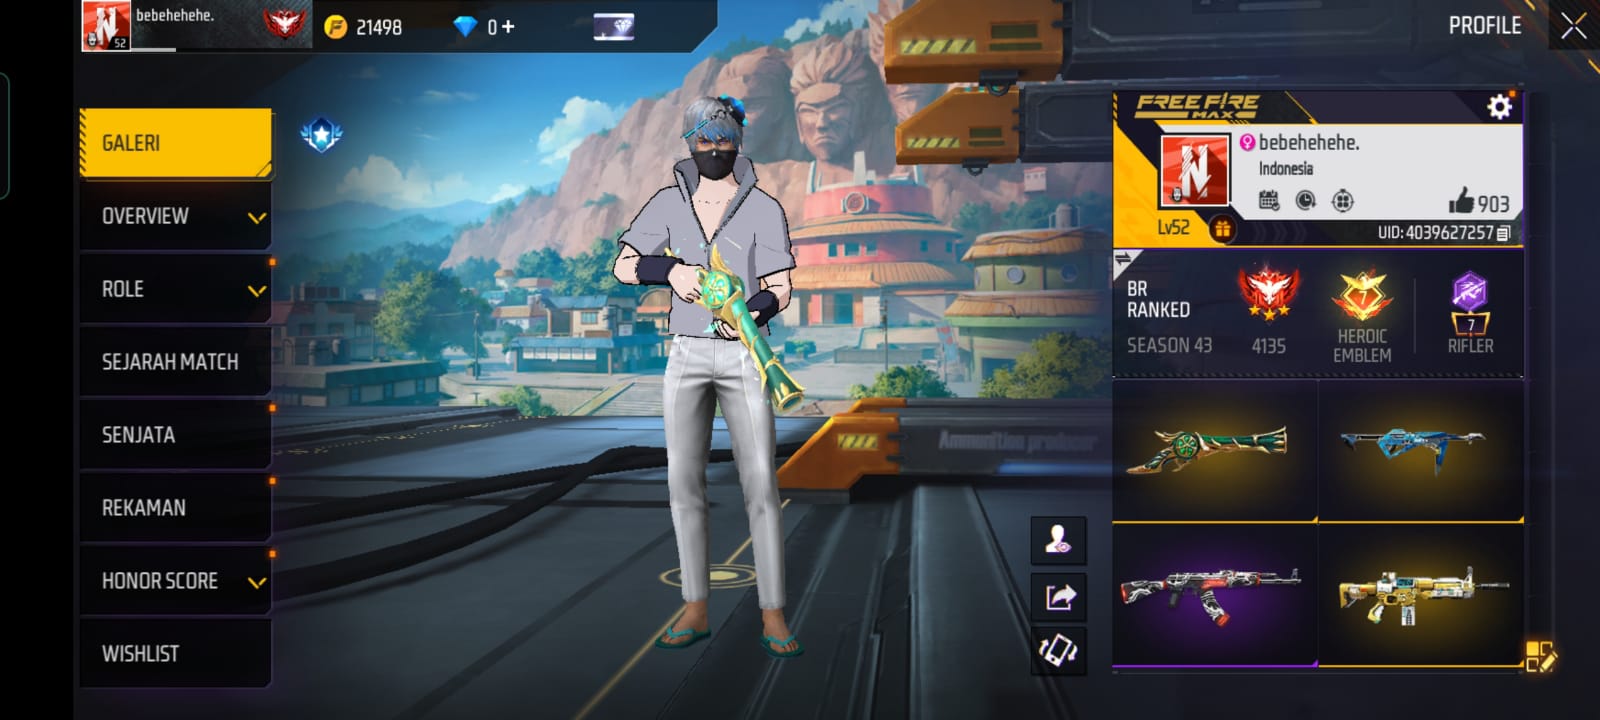 bebehehehe.
52
21498
0+
PROFILE
GALERI
OVERVIEW
ROLE
SEJARAH MATCH
SENJATA
REKAMAN
HONOR SCORE
WISHLIST
Ammunition producer
FREE FIRE
MAX
bebehehehe.
Indonesia
903
Lv52
UID:4039627257
BR
RANKED
SEASON 43
4135
7
HEROIC
EMBLEM
7
RIFLER